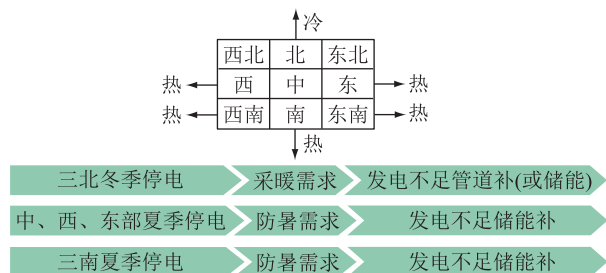 冷
西北 北 东北
热 西 中 东 热
热 西南 南 东南 热
热
三北冬季停电 采暖需求 发电不足管道补(或储能)
中、西、东部夏季停电 防暑需求 发电不足储能补
三南夏季停电 防暑需求 发电不足储能补